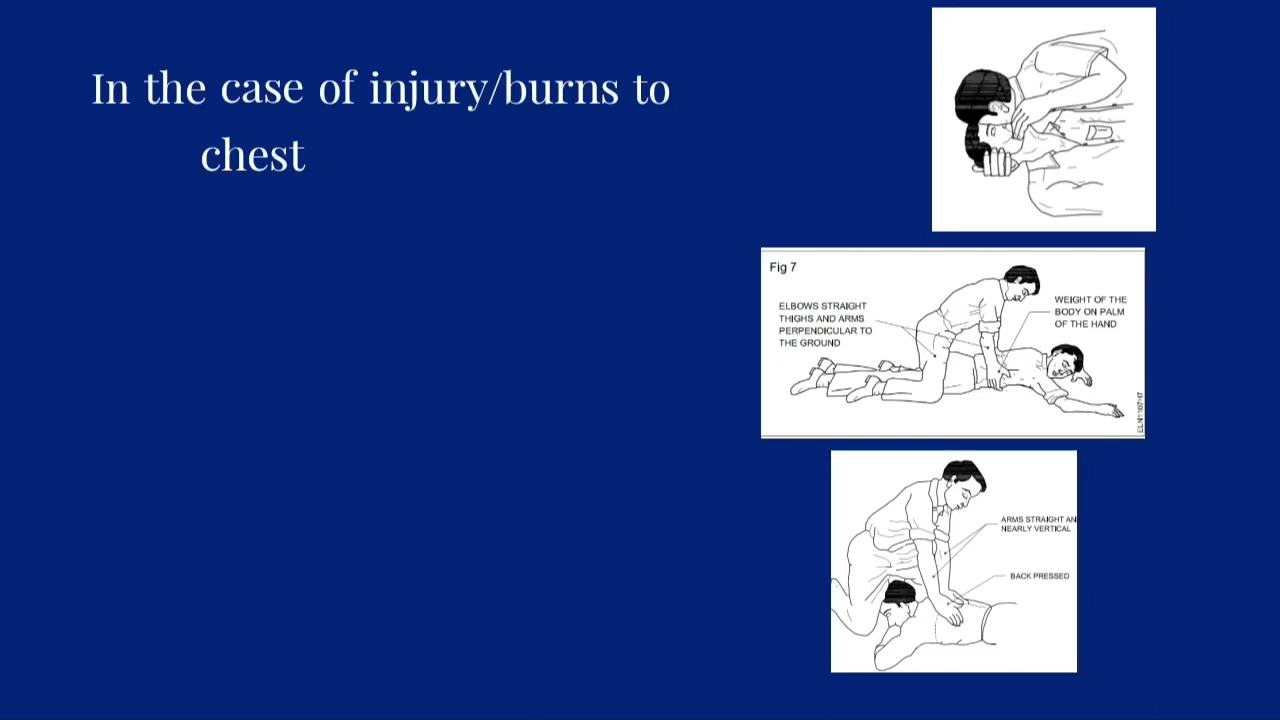 In the case of injury/burns to
chest
Fig 7
ELBOWS STRAIGHT
THIGHS AND ARMS
PERPENDICULAR TO
THE GROUND
WEIGHT OF THE
BODY ON PALM
OF THE HAND
ARMS STRAIGHT AN
NEARLY VERTICAL
BACK PRESSED